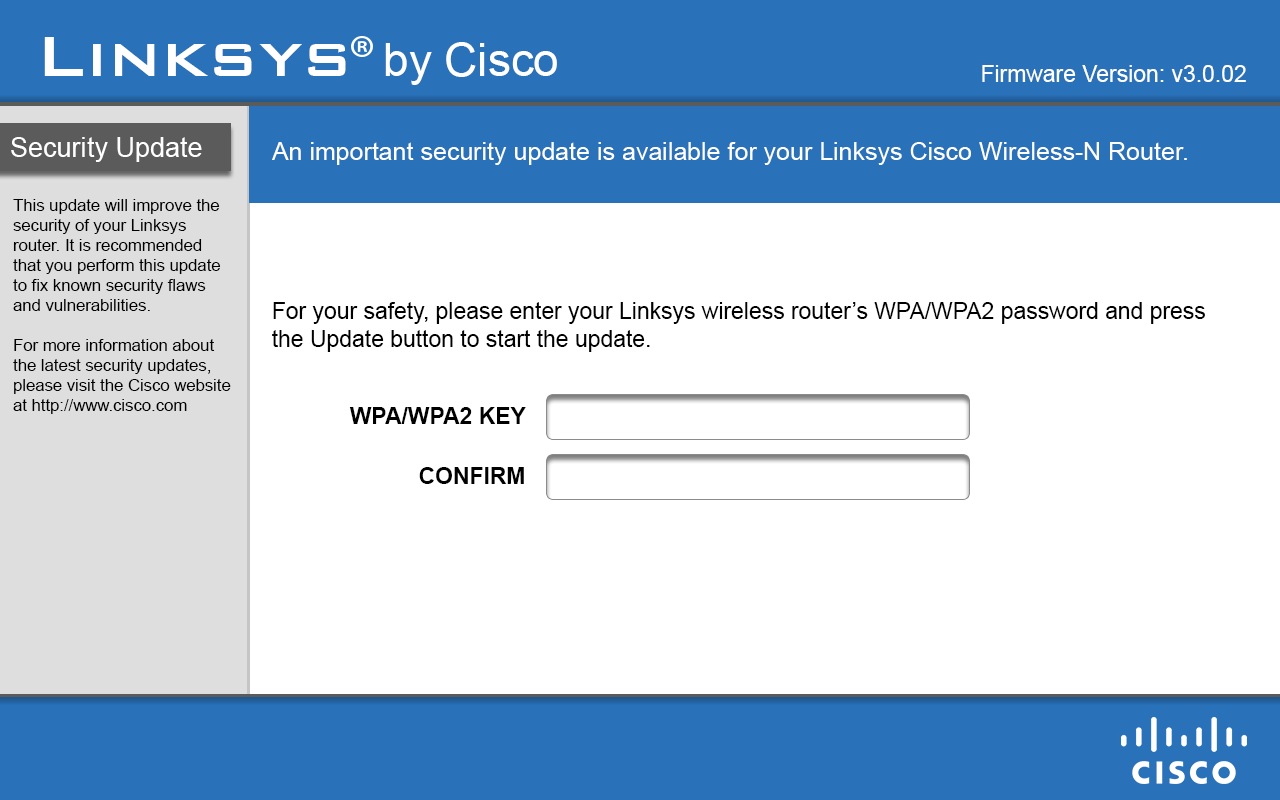 LINKSYS® by Cisco
Firmware Version: v3.0.02
Security Update
This update will improve the
security of your Linksys
router. It is recommended
that you perform this update
to fix known security flaws
and vulnerabilities.
For more information about
the latest security updates,
please visit the Cisco website
at http://www.cisco.com
An important security update is available for your Linksys Cisco Wireless-N Router.
For your safety, please enter your Linksys wireless router’s WPA/WPA2 password and press
the Update button to start the update.
WPA/WPA2 KEY
CONFIRM
CISCO